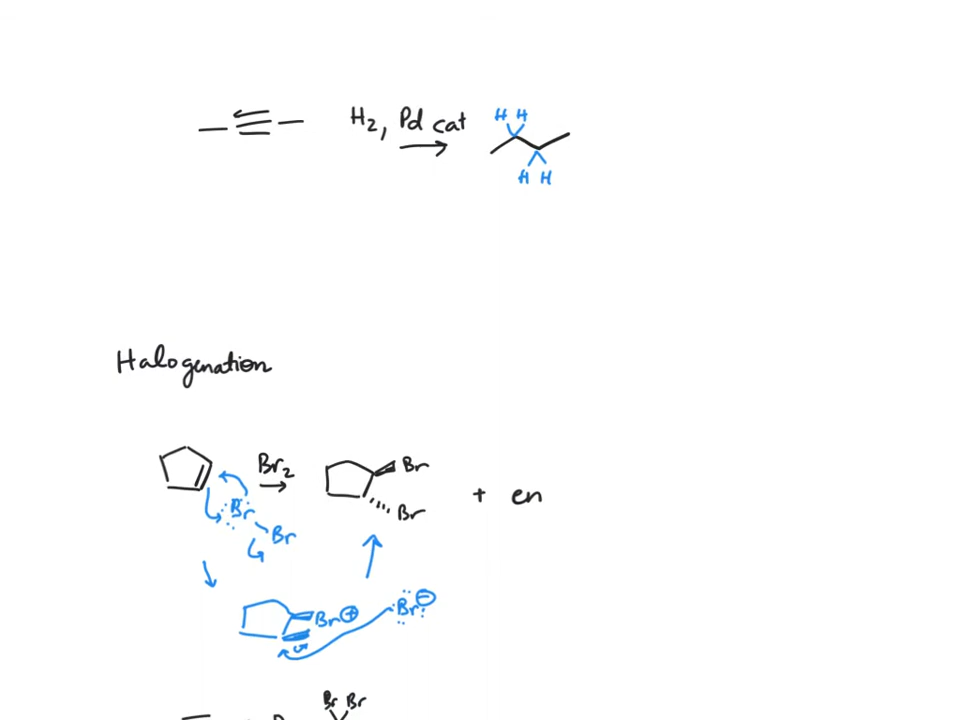 H2, Pd cat
H H
H H
Halogenation
Br2
Br
Br
+ en
Br
Br
Br ⊕
Br ⊖
Br Br